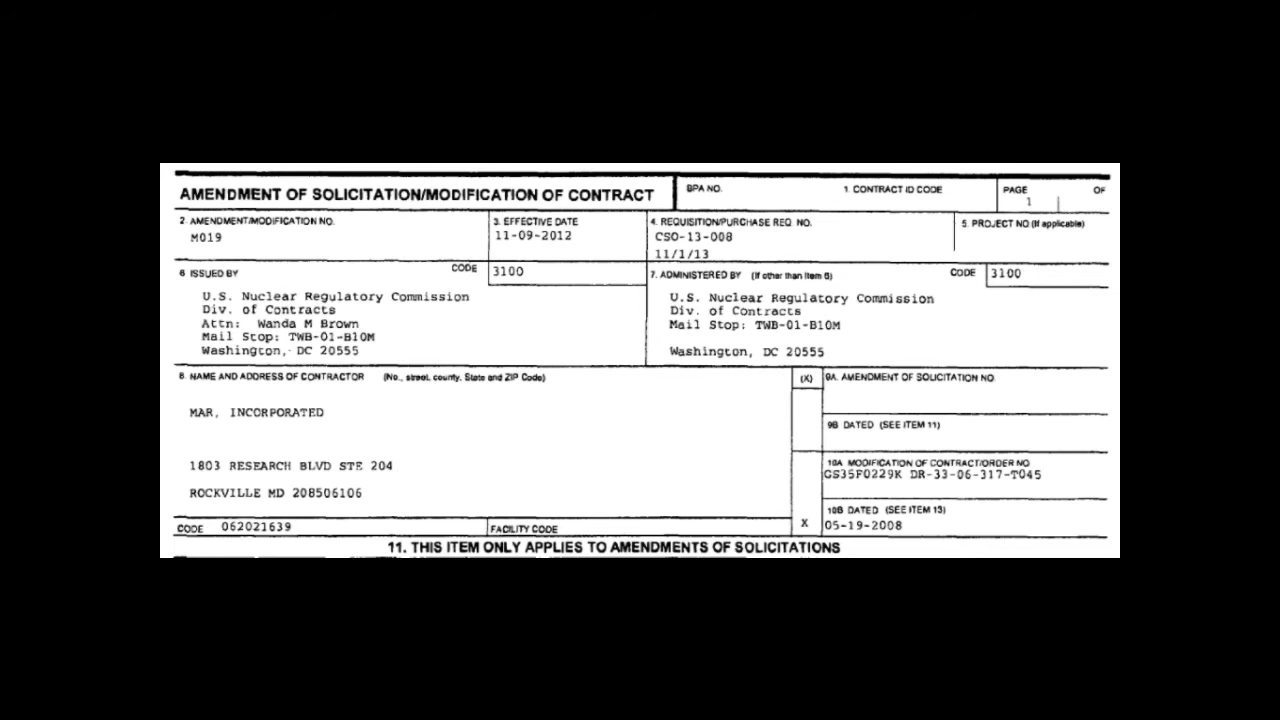 AMENDMENT OF SOLICITATION/MODIFICATION OF CONTRACT
BPA NO.
1. CONTRACT ID CODE
PAGE OF
1
2. AMENDMENT/MODIFICATION NO.
M019
3. EFFECTIVE DATE
11-09-2012
4. REQUISITION/PURCHASE REQ. NO.
CSO-13-008
11/1/13
5. PROJECT NO (If applicable)
6 ISSUED BY CODE 3100
U.S. Nuclear Regulatory Commission
Div. of Contracts
Attn: Wanda M Brown
Mail Stop: TWB-01-B10M
Washington, DC 20555
7. ADMINISTERED BY (If other than Item 6) CODE 3100
U.S. Nuclear Regulatory Commission
Div. of Contracts
Mail Stop: TWB-01-B10M
Washington, DC 20555
8. NAME AND ADDRESS OF CONTRACTOR (No., street, county, State and ZIP Code)
MAR, INCORPORATED
1803 RESEARCH BLVD STE 204
ROCKVILLE MD 208506106
CODE 062021639
FACILITY CODE
(X)
9A. AMENDMENT OF SOLICITATION NO.
9B DATED (SEE ITEM 11)
10A MODIFICATION OF CONTRACT/ORDER NO
GS35F0229K DR-33-06-317-T045
10B DATED (SEE ITEM 13)
X 05-19-2008
11. THIS ITEM ONLY APPLIES TO AMENDMENTS OF SOLICITATIONS